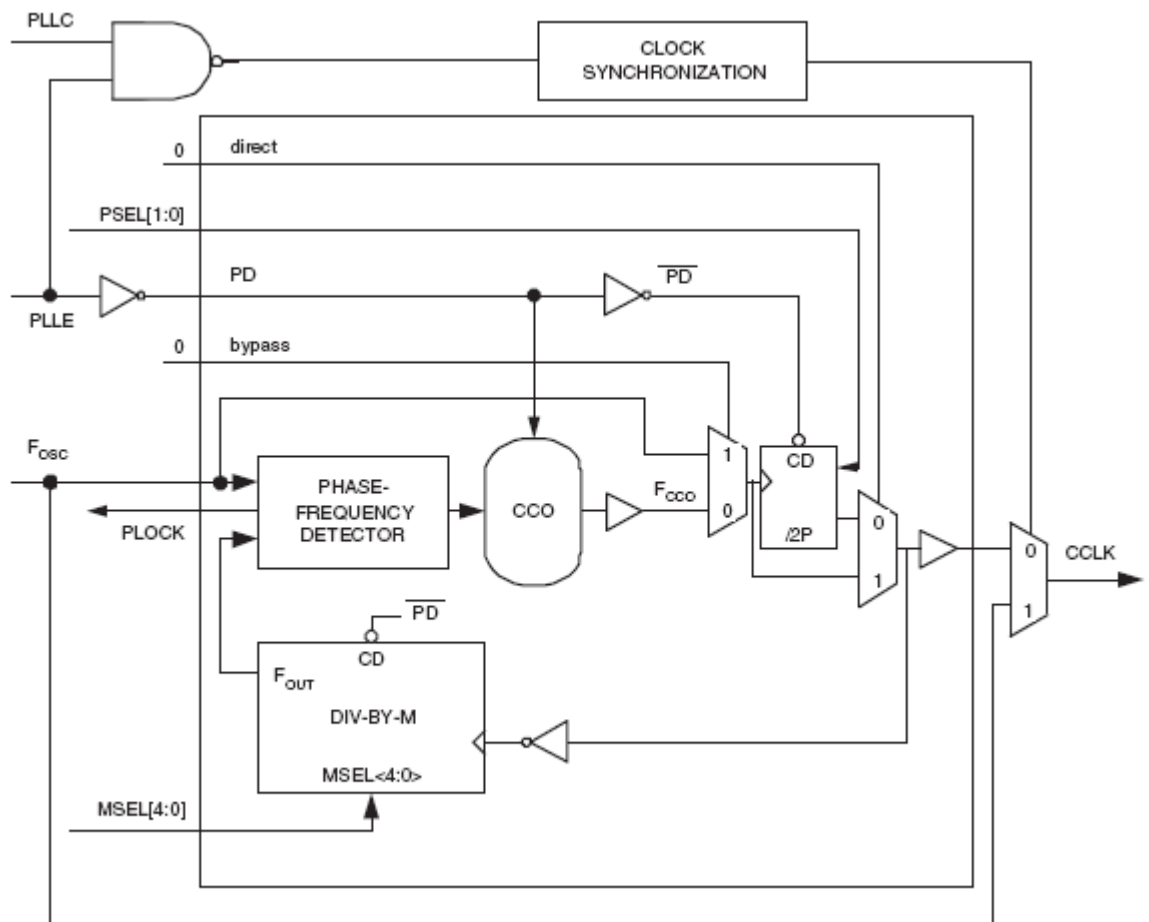 PLLC
CLOCK
SYNCHRONIZATION
0
direct
PSEL[1:0]
PD
PD
PLLE
0
bypass
FOSC
PLOCK
PHASE-
FREQUENCY
DETECTOR
CCO
FCCO
1
0
CD
/2P
0
1
0
1
CCLK
PD
CD
FOUT
DIV-BY-M
MSEL<4:0>
MSEL[4:0]